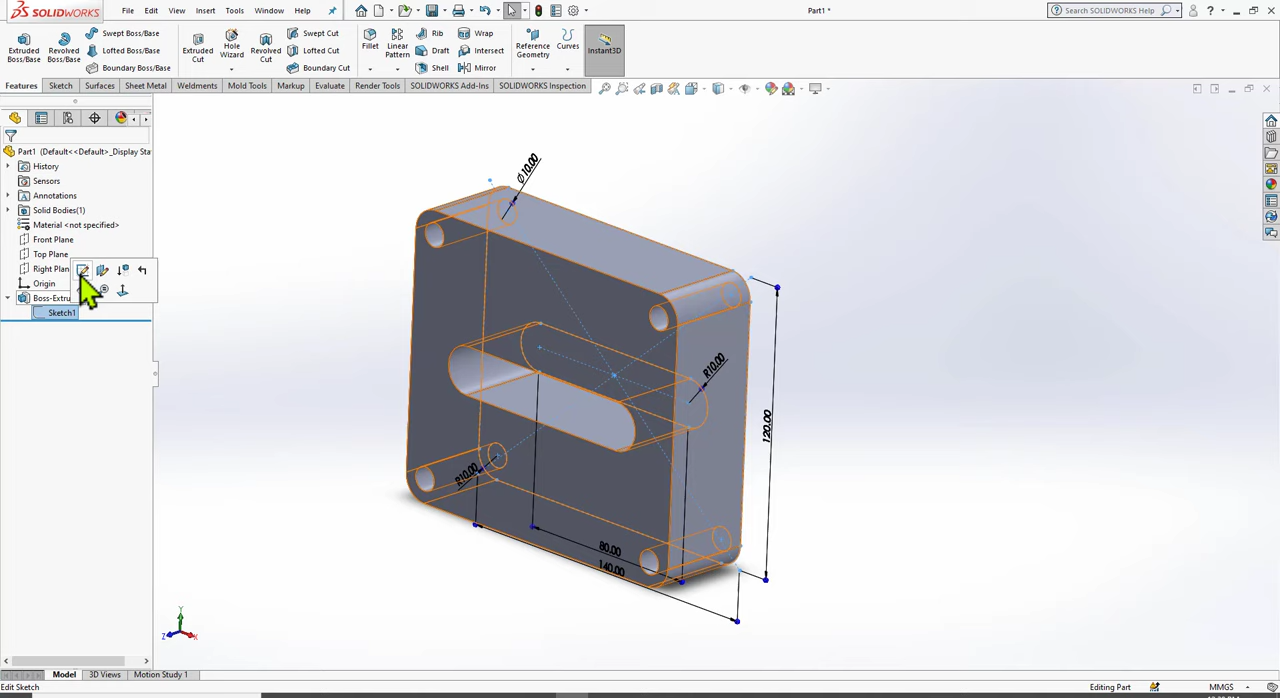 SOLIDWORKS
File Edit View Insert Tools Window Help
Part1 *
Search SOLIDWORKS Help
Extruded Boss/Base
Revolved Boss/Base
Swept Boss/Base
Lofted Boss/Base
Boundary Boss/Base
Extruded Cut
Hole Wizard
Revolved Cut
Swept Cut
Lofted Cut
Boundary Cut
Fillet
Linear Pattern
Rib
Draft
Shell
Wrap
Intersect
Mirror
Reference Geometry
Curves
Instant3D
Features Sketch Surfaces Sheet Metal Weldments Mold Tools Markup Evaluate Render Tools SOLIDWORKS Add-Ins SOLIDWORKS Inspection
Part1 (Default<<Default>_Display Sta
History
Sensors
Annotations
Solid Bodies(1)
Material <not specified>
Front Plane
Top Plane
Right Plan
Origin
Boss-Extru
Sketch1
Ø10.00
R10.00
120.00
R10.00
80.00
140.00
Y
Z
X
Model 3D Views Motion Study 1
Edit Sketch
Editing Part
MMGS